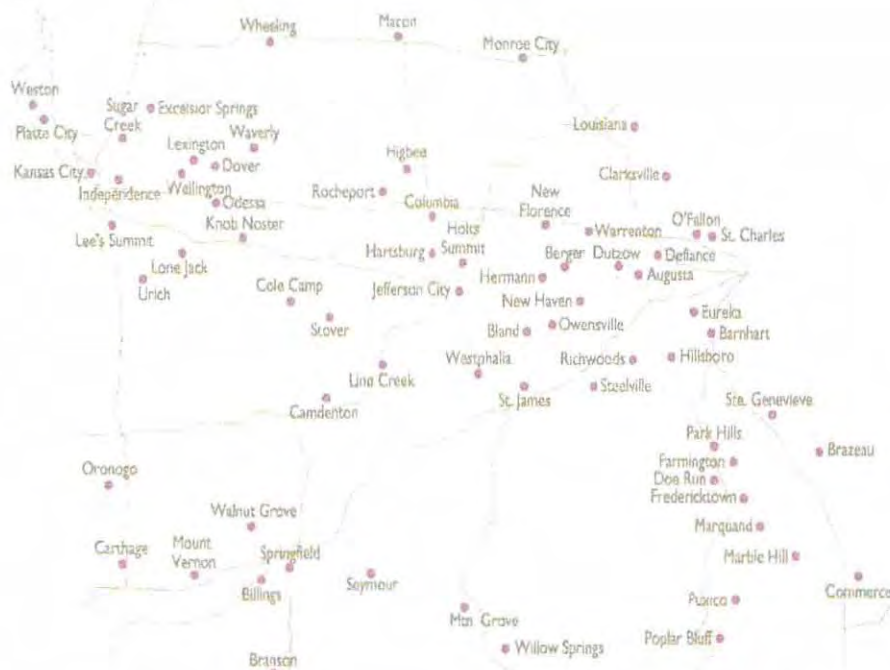 Macon
Wheeling
Monroe City
Weston
Sugar
Creek
Excelsior Springs
Platte City
Louisiana
Waverly
Lexington
Dover
Higbee
Kansas City
Independence
Wellington
Odessa
Rocheport
Clarksville
Columbia
New
Florence
Lee's Summit
Knob Noster
Holts
Summit
Warrenton
O'Fallon
St. Charles
Hartsburg
Berger
Dutzow
Defiance
Lone Jack
Urich
Cole Camp
Jefferson City
Hermann
Augusta
New Haven
Stover
Eureka
Bland
Owensville
Barnhart
Linn Creek
Westphalia
Richwoods
Hillsboro
Camdenton
St. James
Steelville
Ste. Genevieve
Park Hills
Brazeau
Oronogo
Farmington
Doe Run
Fredericktown
Walnut Grove
Marquand
Carthage
Mount
Vernon
Springfield
Marble Hill
Billings
Seymour
Commerce
Mtn. Grove
Puxico
Willow Springs
Poplar Bluff
Branson